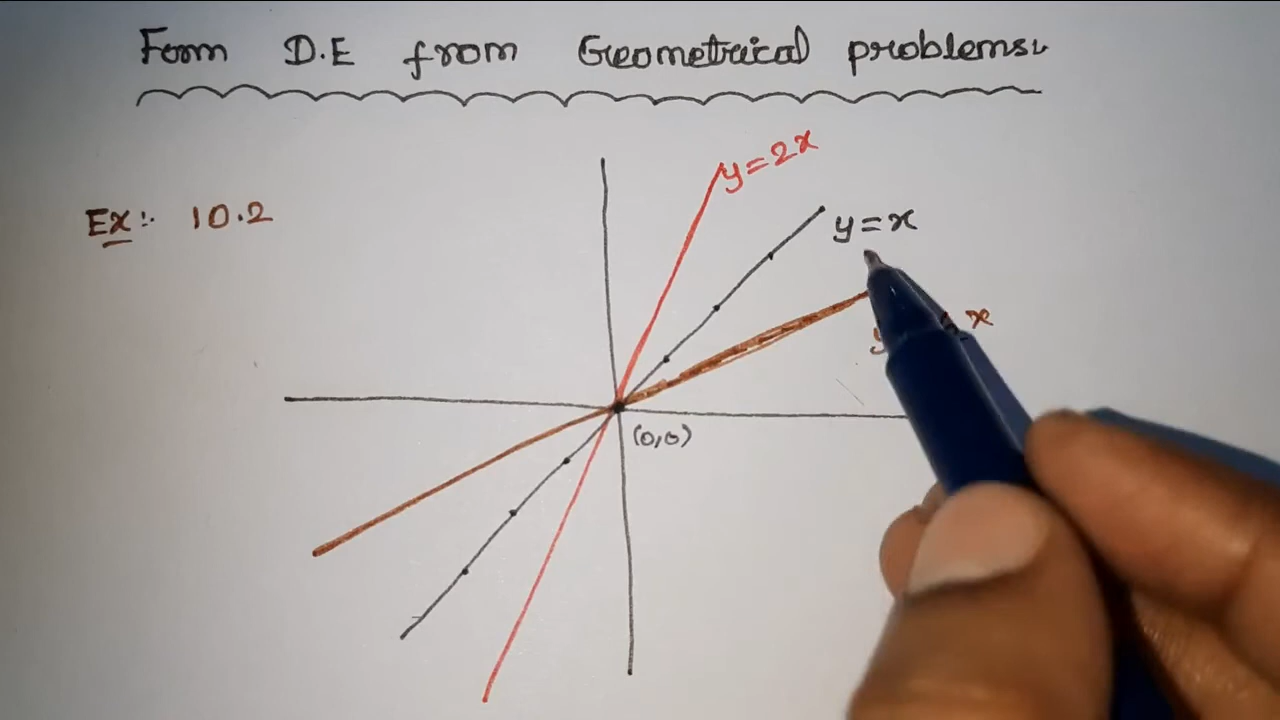 Form D.E from Geometrical problems:
Ex:- 10.2
y=2x
y=x
x
(0,0)